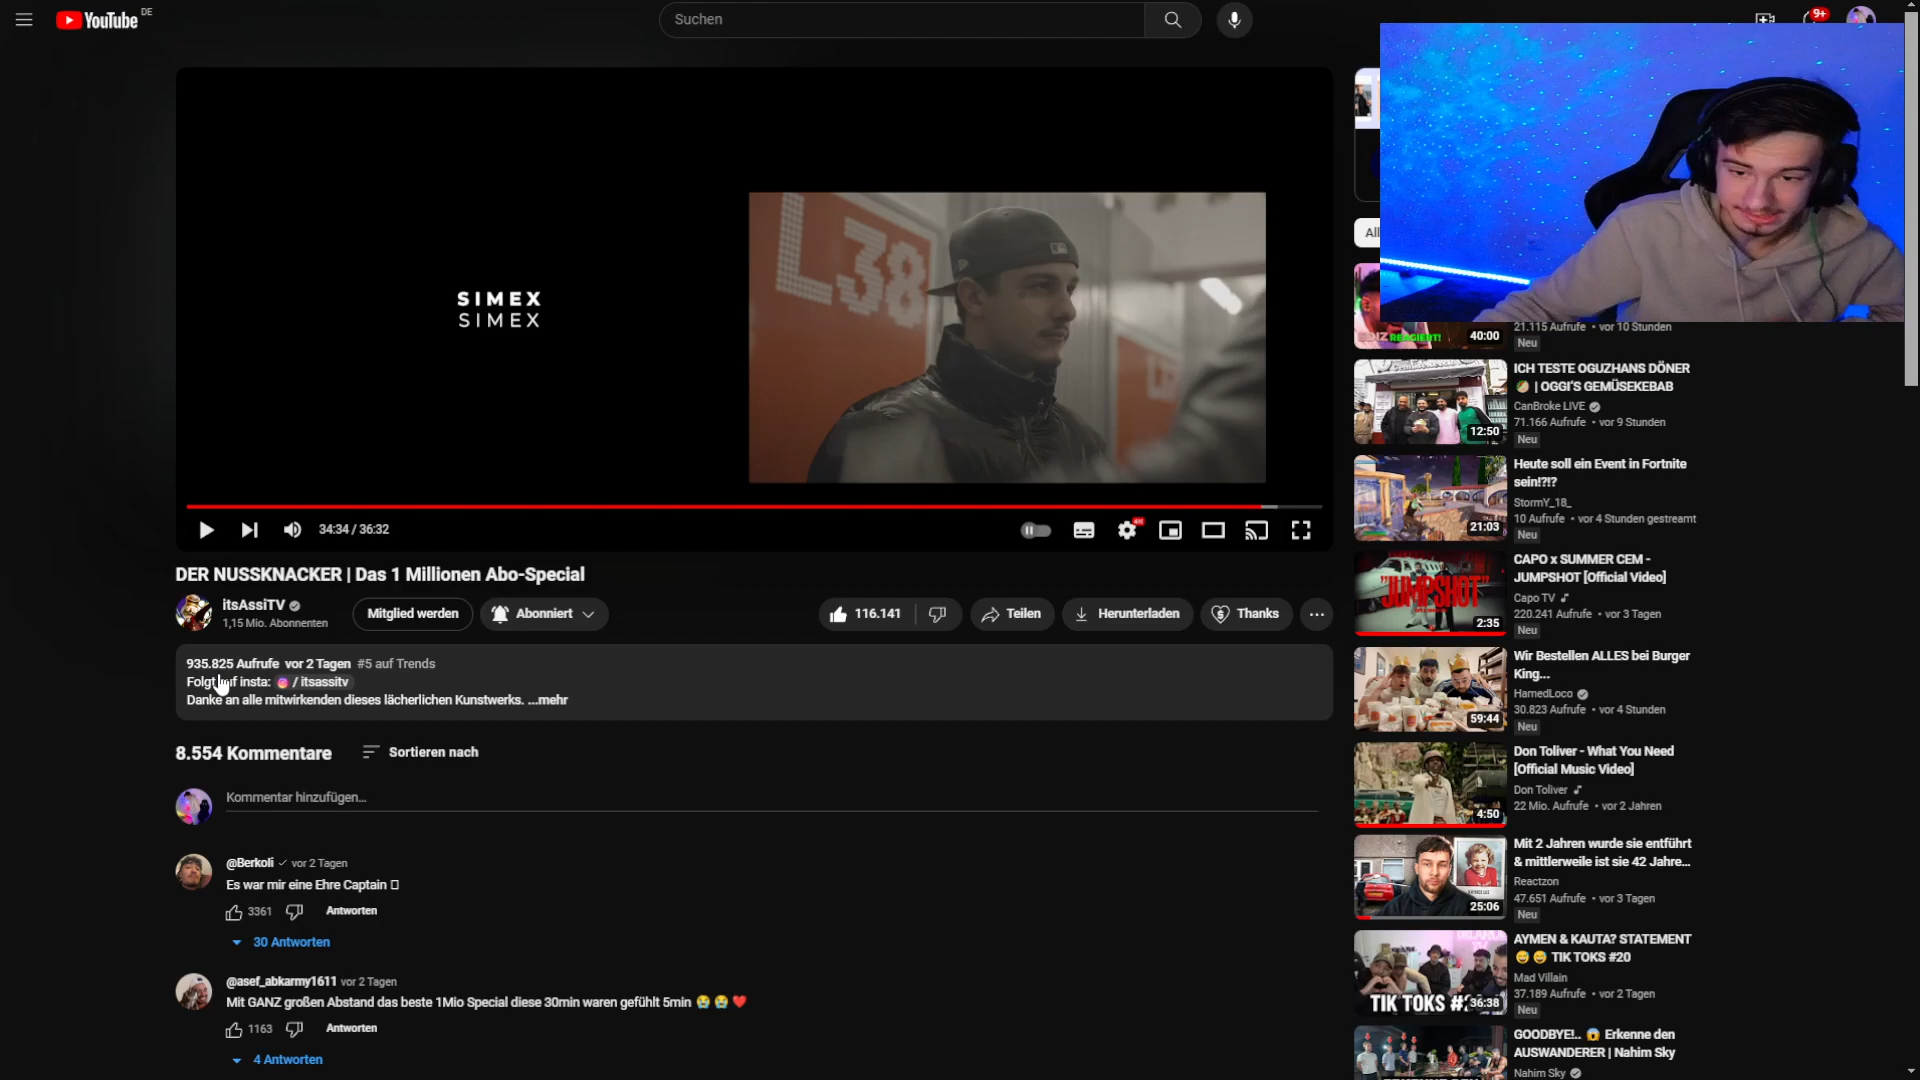 YouTube DE
Suchen
9+
L38
SIMEX
SIMEX
34:34 / 36:32
DER NUSSKNACKER | Das 1 Millionen Abo-Special
itsAssiTV
1,15 Mio. Abonnenten
Mitglied werden
Abonniert
116.141
Teilen
Herunterladen
Thanks
935.825 Aufrufe vor 2 Tagen #5 auf Trends
Folgt auf insta: / itsassitv
Danke an alle mitwirkenden dieses lächerlichen Kunstwerks. ...mehr
8.554 Kommentare
Sortieren nach
Kommentar hinzufügen...
@Berkoli vor 2 Tagen
Es war mir eine Ehre Captain
3361
Antworten
30 Antworten
@asef_abkarmy1611 vor 2 Tagen
Mit GANZ großen Abstand das beste 1Mio Special diese 30min waren gefühlt 5min 😭 😭 ❤️
1163
Antworten
4 Antworten
All
REAGIERT!
40:00
21.115 Aufrufe • vor 10 Stunden
Neu
12:50
ICH TESTE OGUZHANS DÖNER
🥙 | OGGI'S GEMÜSEKEBAB
CanBroke LIVE
71.166 Aufrufe • vor 9 Stunden
Neu
21:03
Heute soll ein Event in Fortnite
sein!?!?
StormY_18_
10 Aufrufe • vor 4 Stunden gestreamt
Neu
"JUMPSHOT"
2:35
CAPO x SUMMER CEM -
JUMPSHOT [Official Video]
Capo TV
220.241 Aufrufe • vor 3 Tagen
Neu
59:44
Wir Bestellen ALLES bei Burger
King...
HamedLoco
30.823 Aufrufe • vor 4 Stunden
Neu
4:50
Don Toliver - What You Need
[Official Music Video]
Don Toliver
22 Mio. Aufrufe • vor 2 Jahren
25:06
Mit 2 Jahren wurde sie entführt
& mittlerweile ist sie 42 Jahre...
Reactzon
47.651 Aufrufe • vor 3 Tagen
Neu
TIK TOKS #
36:38
AYMEN & KAUTA? STATEMENT
😅 😅 TIK TOKS #20
Mad Villain
37.189 Aufrufe • vor 2 Tagen
Neu
GOODBYE!.. 😱 Erkenne den
AUSWANDERER | Nahim Sky
Nahim Sky